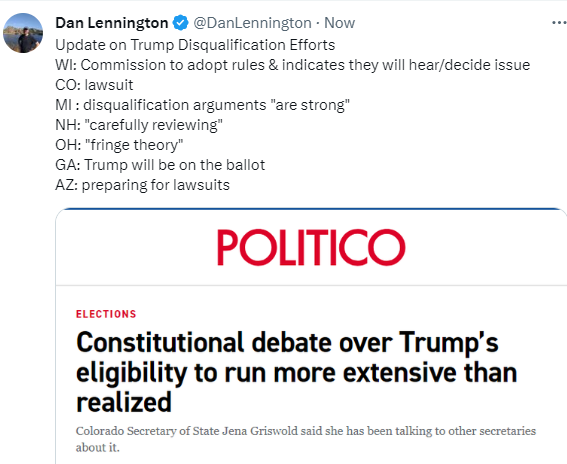 Dan Lennington @DanLennington · Now
Update on Trump Disqualification Efforts
WI: Commission to adopt rules & indicates they will hear/decide issue
CO: lawsuit
MI : disqualification arguments "are strong"
NH: "carefully reviewing"
OH: "fringe theory"
GA: Trump will be on the ballot
AZ: preparing for lawsuits
POLITICO
ELECTIONS
Constitutional debate over Trump's
eligibility to run more extensive than
realized
Colorado Secretary of State Jena Griswold said she has been talking to other secretaries
about it.